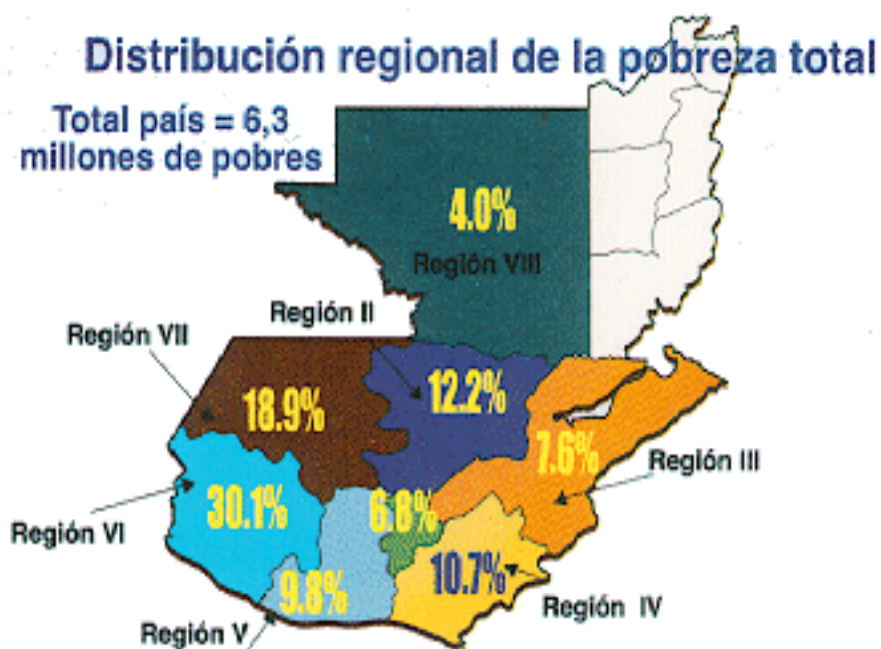 Distribución regional de la pobreza total
Total país = 6,3
millones de pobres
4.0%
Región VIII
Región II
Región VII
12.2%
18.9%
7.6%
Región III
30.1%
6.8%
Región VI
10.7%
9.8%
Región IV
Región V